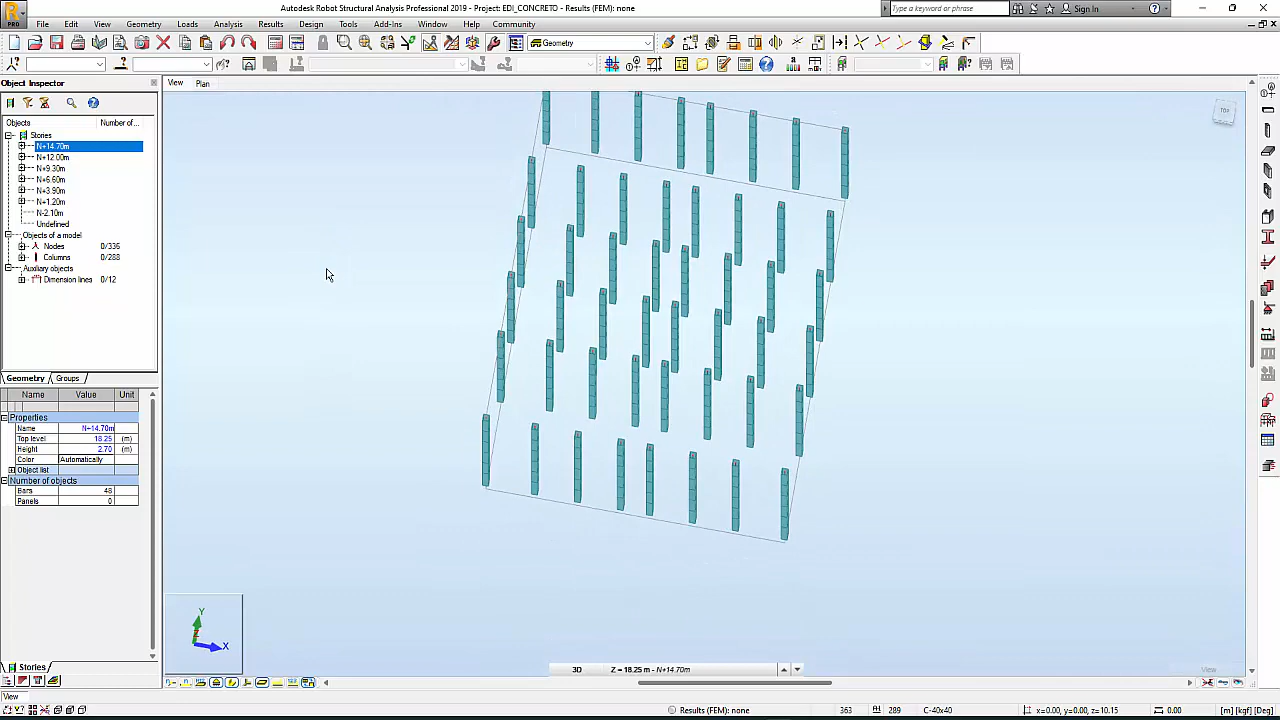 Autodesk Robot Structural Analysis Professional 2019 - Project: EDI_CONCRETO - Results (FEM): none
Type a keyword or phrase
Sign In
PRO
File Edit View Geometry Loads Analysis Results Design Tools Add-Ins Window Help Community
Geometry
Object Inspector
View Plan
Objects Number of...
Stories
N+14.70m
N+12.00m
N+9.30m
N+6.60m
N+3.90m
N+1.20m
N-2.10m
Undefined
Objects of a model
Nodes 0/336
Columns 0/288
Auxiliary objects
Dimension lines 0/12
Geometry Groups
Name Value Unit
Properties
Name N+14.70m
Top level 18.25 (m)
Height 2.70 (m)
Color Automatically
Object list
Number of objects
Bars 48
Panels 0
TOP
Y
Z
X
3D Z = 18.25 m - N+14.70m
View
Stories
View
Results (FEM): none 363 289 C-40x40 x=0.00, y=0.00, z=10.15 0.00 [m] [kgf] [Deg]